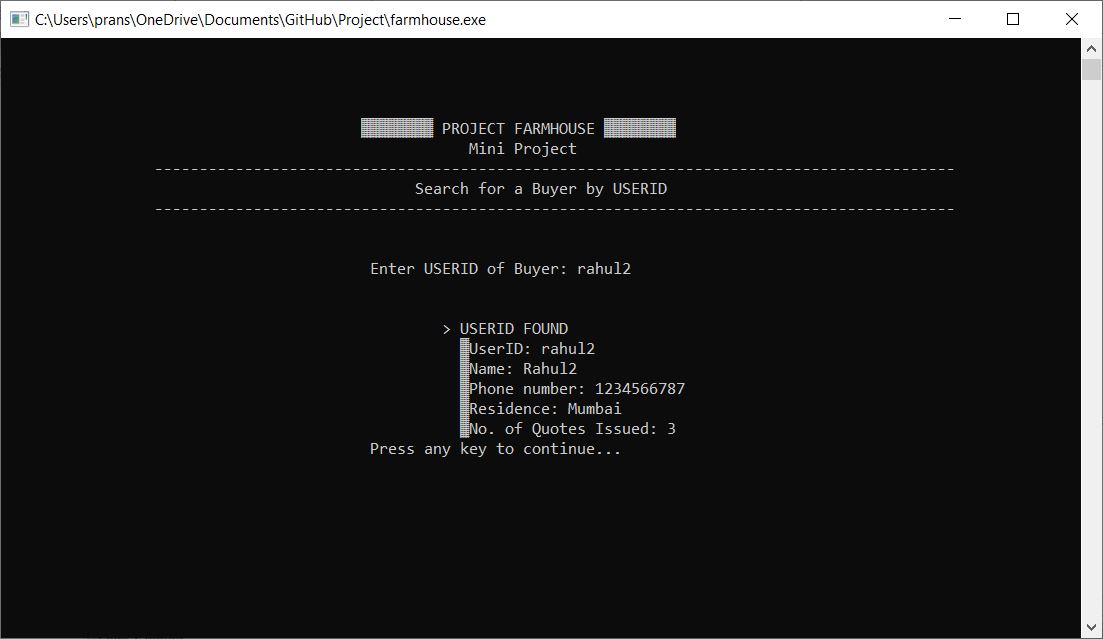 C:\Users\prans\OneDrive\Documents\GitHub\Project\farmhouse.exe
▓▓▓▓▓▓▓▓ PROJECT FARMHOUSE ▓▓▓▓▓▓▓▓
Mini Project
-----------------------------------------------------------------------------------------
Search for a Buyer by USERID
-----------------------------------------------------------------------------------------
Enter USERID of Buyer: rahul2
> USERID FOUND
▓UserID: rahul2
▓Name: Rahul2
▓Phone number: 1234566787
▓Residence: Mumbai
▓No. of Quotes Issued: 3
Press any key to continue...